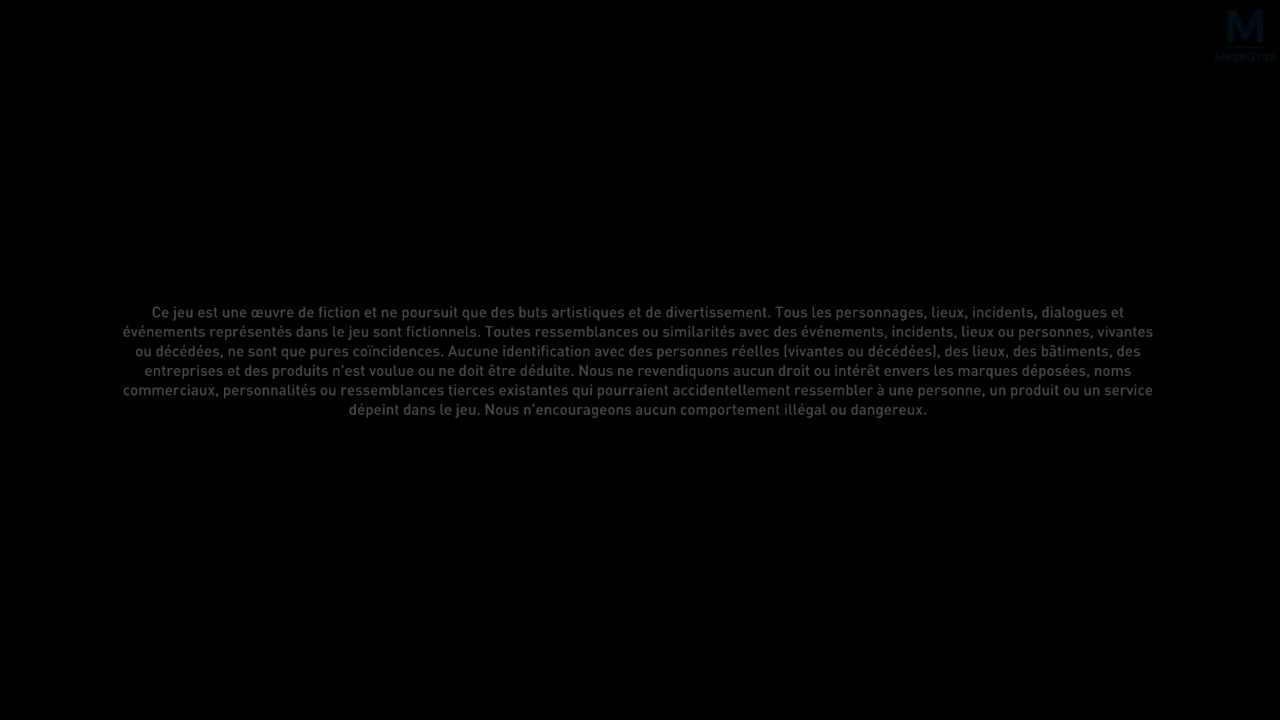 M
Ce jeu est une œuvre de fiction et ne poursuit que des buts artistiques et de divertissement. Tous les personnages, lieux, incidents, dialogues et
événements représentés dans le jeu sont fictionnels. Toutes ressemblances ou similarités avec des événements, incidents, lieux ou personnes, vivantes
ou décédées, ne sont que pures coïncidences. Aucune identification avec des personnes réelles (vivantes ou décédées), des lieux, des bâtiments, des
entreprises et des produits n'est voulue ou ne doit être déduite. Nous ne revendiquons aucun droit ou intérêt envers les marques déposées, noms
commerciaux, personnalités ou ressemblances tierces existantes qui pourraient accidentellement ressembler à une personne, un produit ou un service
dépeint dans le jeu. Nous n'encourageons aucun comportement illégal ou dangereux.